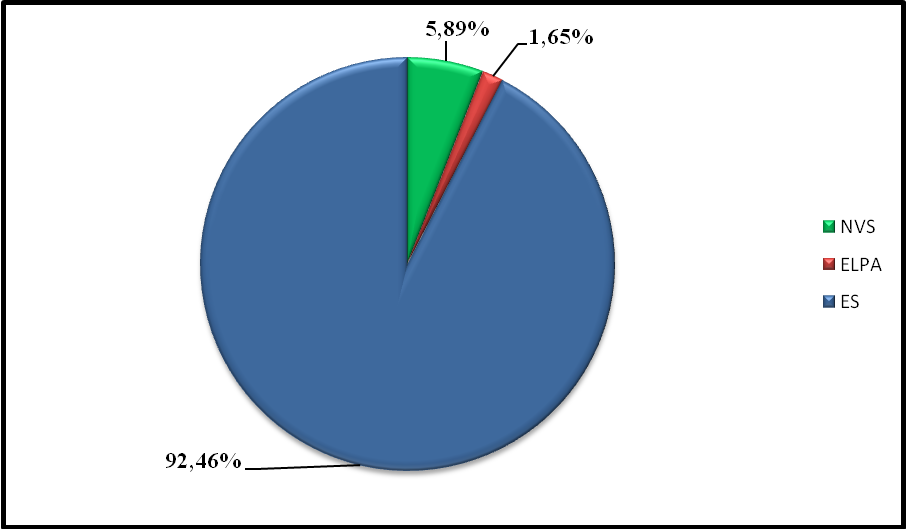 5,89%
1,65%
NVS
ELPA
ES
92,46%